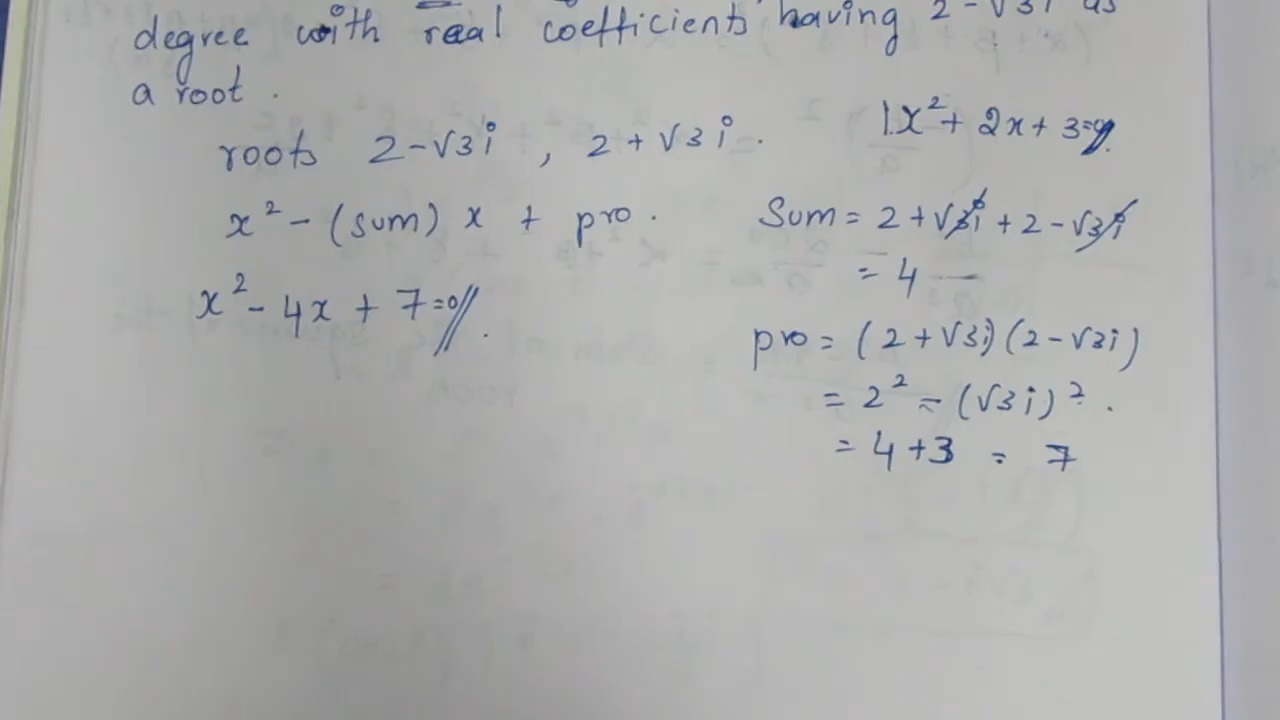 degree with real coefficients having 2 - √3i as
a root.
roots 2-√3i , 2+√3i.
1x² + 2x + 3=0
x² - (sum) x + pro.
x² - 4x + 7=0//.
Sum = 2 + √3i + 2 - √3i
= 4
pro = (2 + √3i) (2 - √3i)
= 2² - (√3i)².
= 4 + 3 = 7